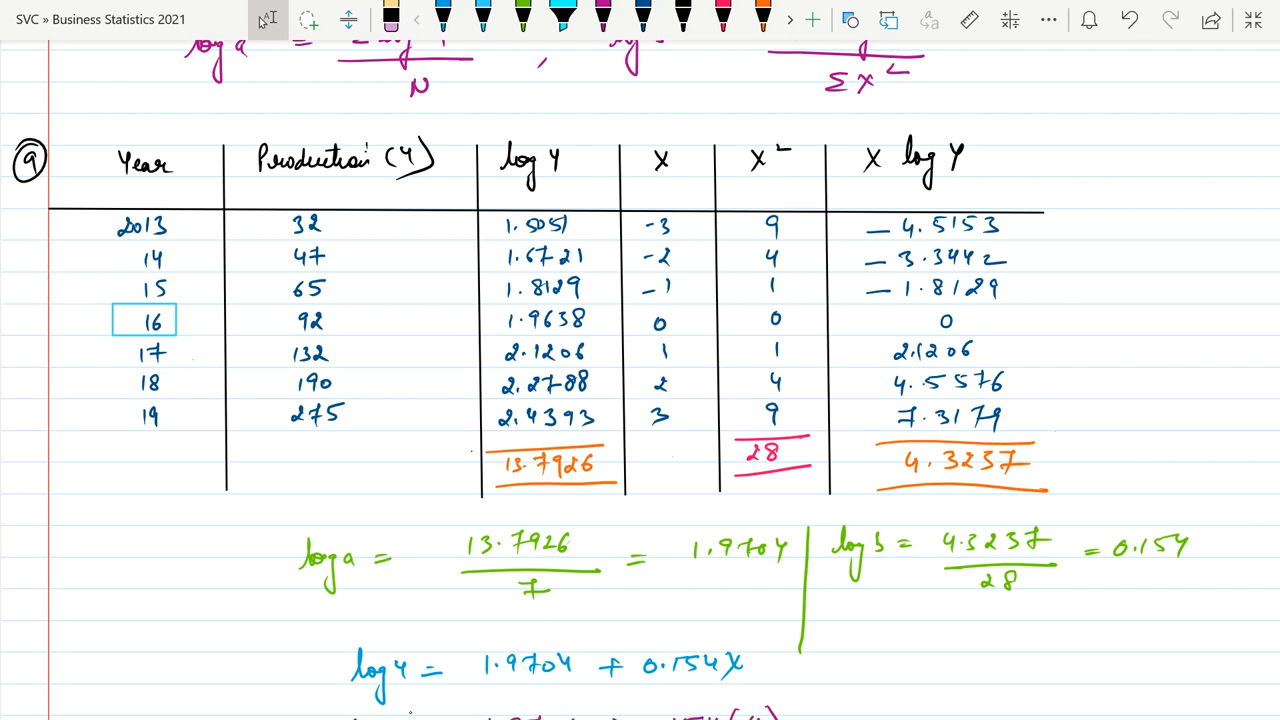 SVC » Business Statistics 2021
log a = Σ log Y / N ,
Σ X²
Q Year Production (Y) log Y X X² X log Y
2013 32 1.5051 -3 9 - 4.5153
14 47 1.6721 -2 4 - 3.3442
15 65 1.8129 -1 1 - 1.8129
16 92 1.9638 0 0 0
17 132 2.1206 1 1 2.1206
18 190 2.2788 2 4 4.5576
19 275 2.4393 3 9 7.3179
13.7926 28 4.3237
log a = 13.7926 / 7 = 1.9704 log b = 4.3237 / 28 = 0.154
log Y = 1.9704 + 0.154 X